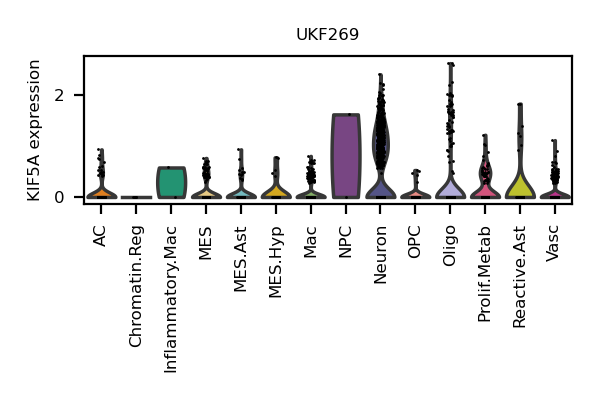 UKF269
KIF5A expression
2
0
AC
Chromatin.Reg
Inflammatory.Mac
MES
MES.Ast
MES.Hyp
Mac
NPC
Neuron
OPC
Oligo
Prolif.Metab
Reactive.Ast
Vasc